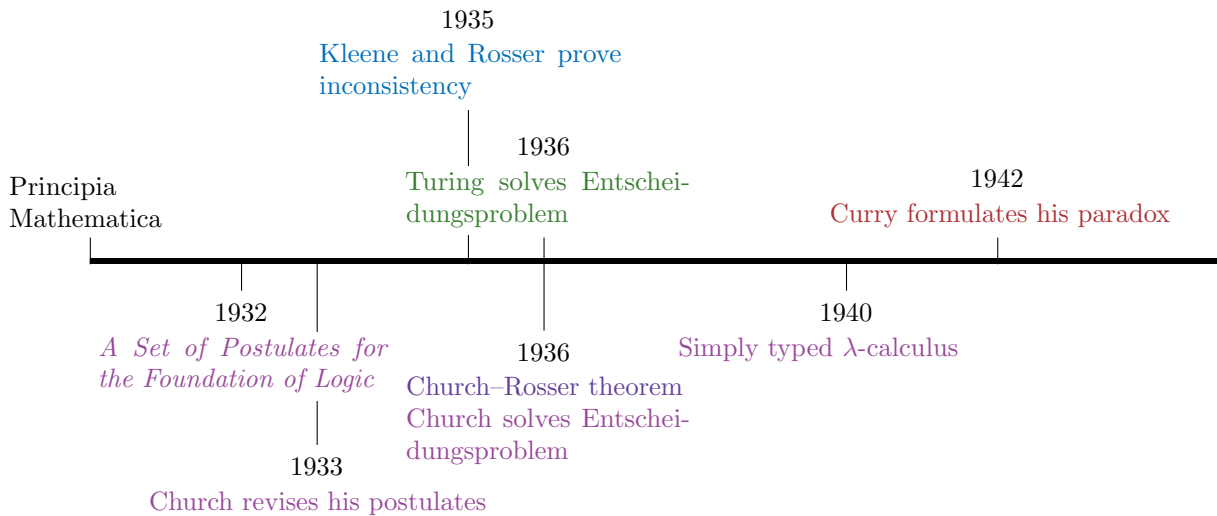 1935
Kleene and Rosser prove
inconsistency
1936
Turing solves Entschei-
dungsproblem
Principia
Mathematica
1942
Curry formulates his paradox
1932
A Set of Postulates for
the Foundation of Logic
1933
Church revises his postulates
1936
Church–Rosser theorem
Church solves Entschei-
dungsproblem
1940
Simply typed λ-calculus